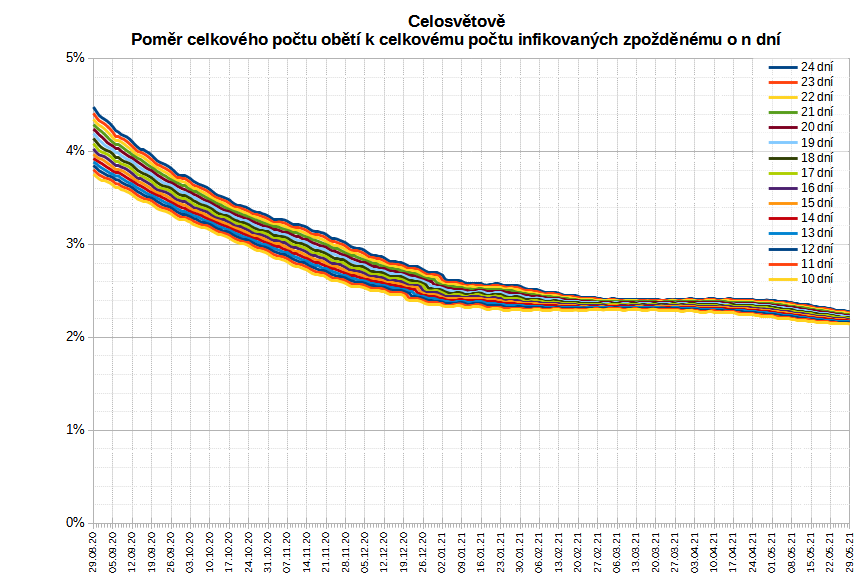 Celosvětově
Poměr celkového počtu obětí k celkovému počtu infikovaných zpožděnému o n dní
5%
4%
3%
2%
1%
0%
24 dní
23 dní
22 dní
21 dní
20 dní
19 dní
18 dní
17 dní
16 dní
15 dní
14 dní
13 dní
12 dní
11 dní
10 dní
29.08.20
05.09.20
12.09.20
19.09.20
26.09.20
03.10.20
10.10.20
17.10.20
24.10.20
31.10.20
07.11.20
14.11.20
21.11.20
28.11.20
05.12.20
12.12.20
19.12.20
26.12.20
02.01.21
09.01.21
16.01.21
23.01.21
30.01.21
06.02.21
13.02.21
20.02.21
27.02.21
06.03.21
13.03.21
20.03.21
27.03.21
03.04.21
10.04.21
17.04.21
24.04.21
01.05.21
08.05.21
15.05.21
22.05.21
29.05.21